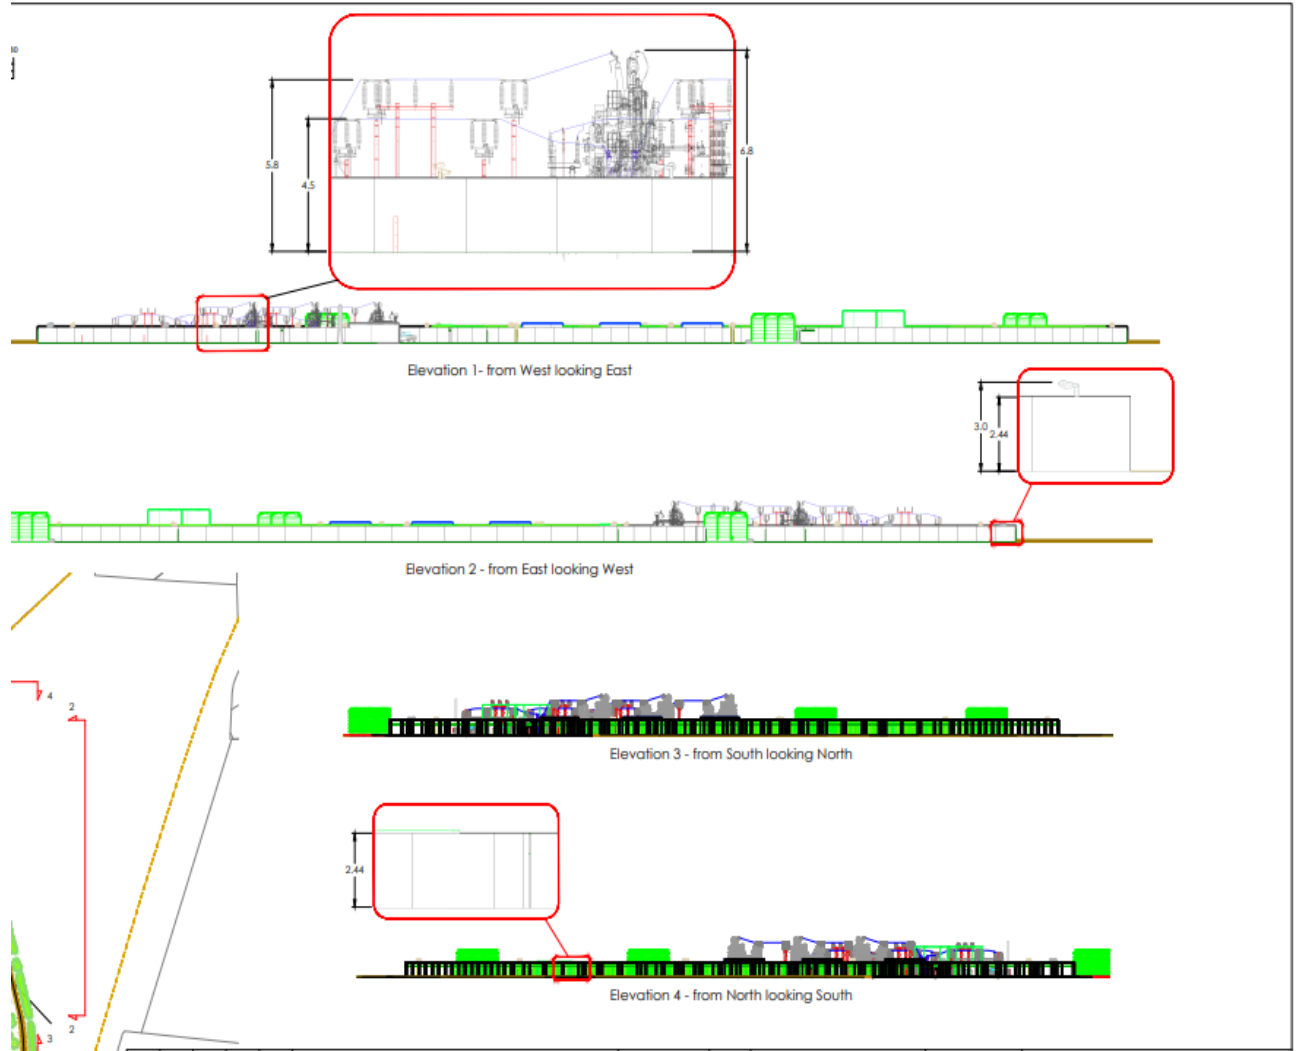 5.8
4.5
6.8
Elevation 1- from West looking East
3.0
2.44
Elevation 2 - from East looking West
4
2
Elevation 3 - from South looking North
2.44
Elevation 4 - from North looking South
2
3